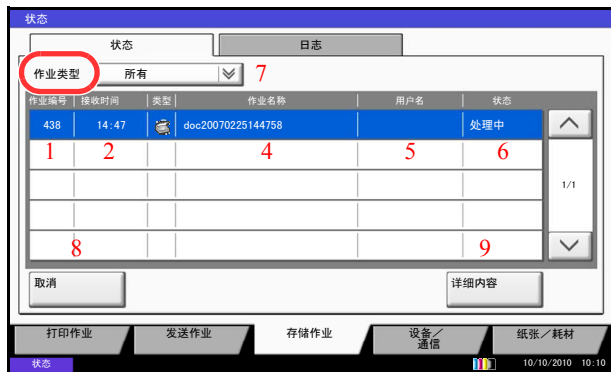 状态
状态 日志
作业类型 所有 7
作业编号 接收时间 类型 作业名称 用户名 状态
438 14:47 doc20070225144758 处理中
1 2 4 5 6
1/1
8 9
取消 详细内容
打印作业 发送作业 存储作业 设备/通信 纸张/耗材
状态 10/10/2010 10:10